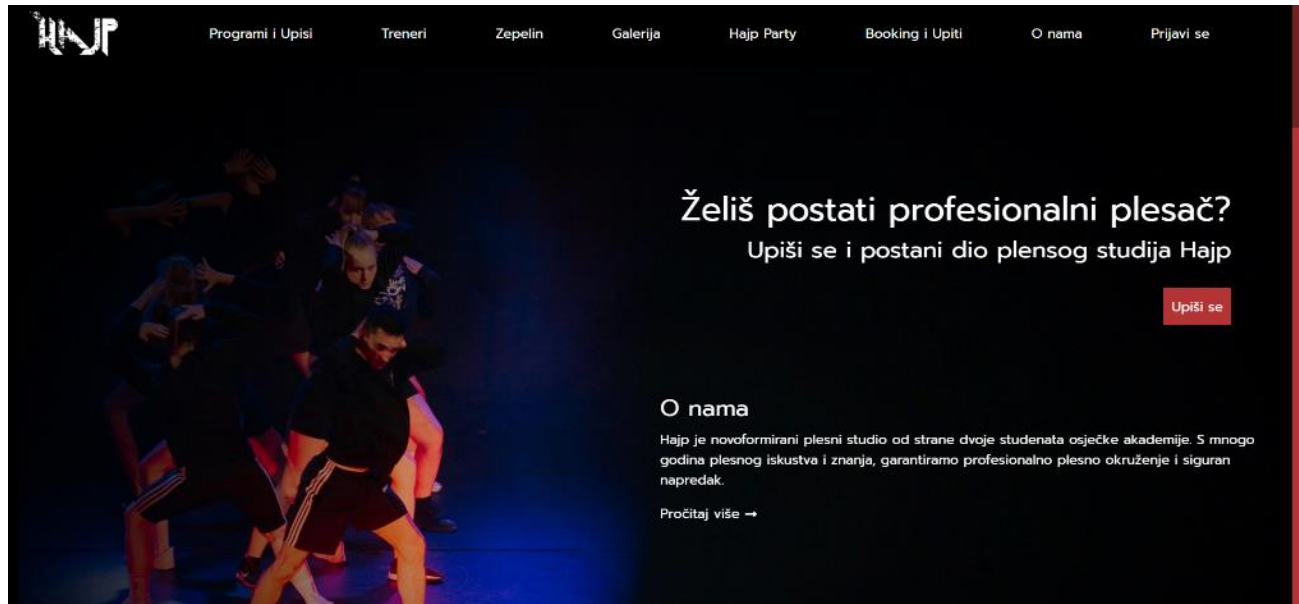 HAJP
Programi i Upisi
Treneri
Zepelin
Galerija
Hajp Party
Booking i Upiti
O nama
Prijavi se
Želiš postati profesionalni plesač?
Upiši se i postani dio plensog studija Hajp
Upiši se
O nama
Hajp je novoformirani plesni studio od strane dvoje studenata osječke akademije. S mnogo
godina plesnog iskustva i znanja, garantiramo profesionalno plesno okruženje i siguran
napredak.
Pročitaj više →